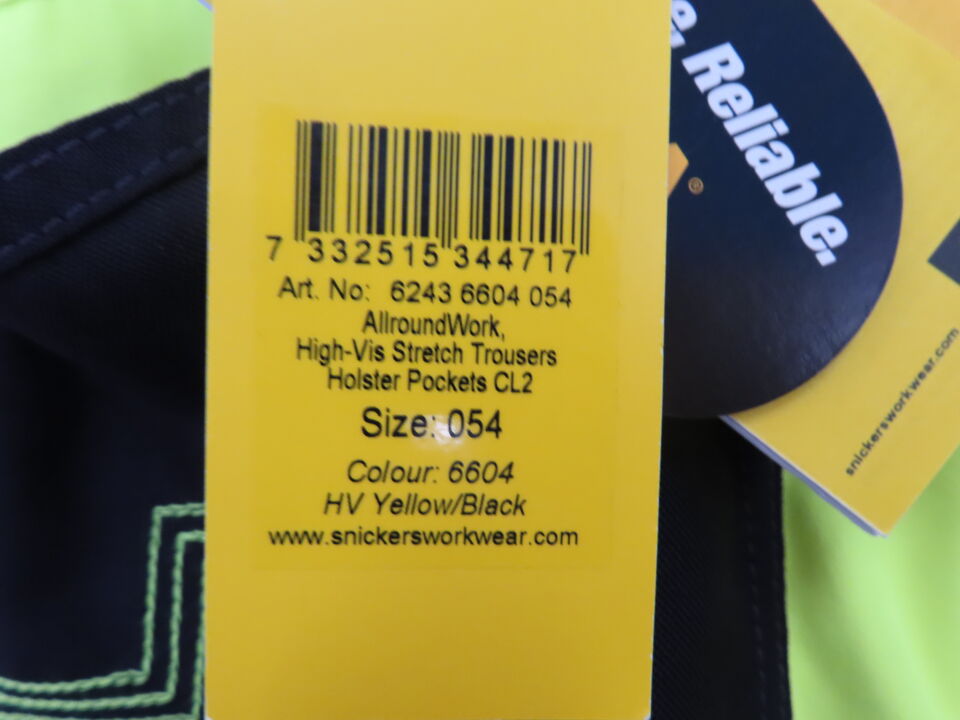 7 332515 344717
Art. No: 6243 6604 054
AllroundWork,
High-Vis Stretch Trousers
Holster Pockets CL2
Size: 054
Colour: 6604
HV Yellow/Black
www.snickersworkwear.com
e. Reliable.
®
snickersworkwear.com